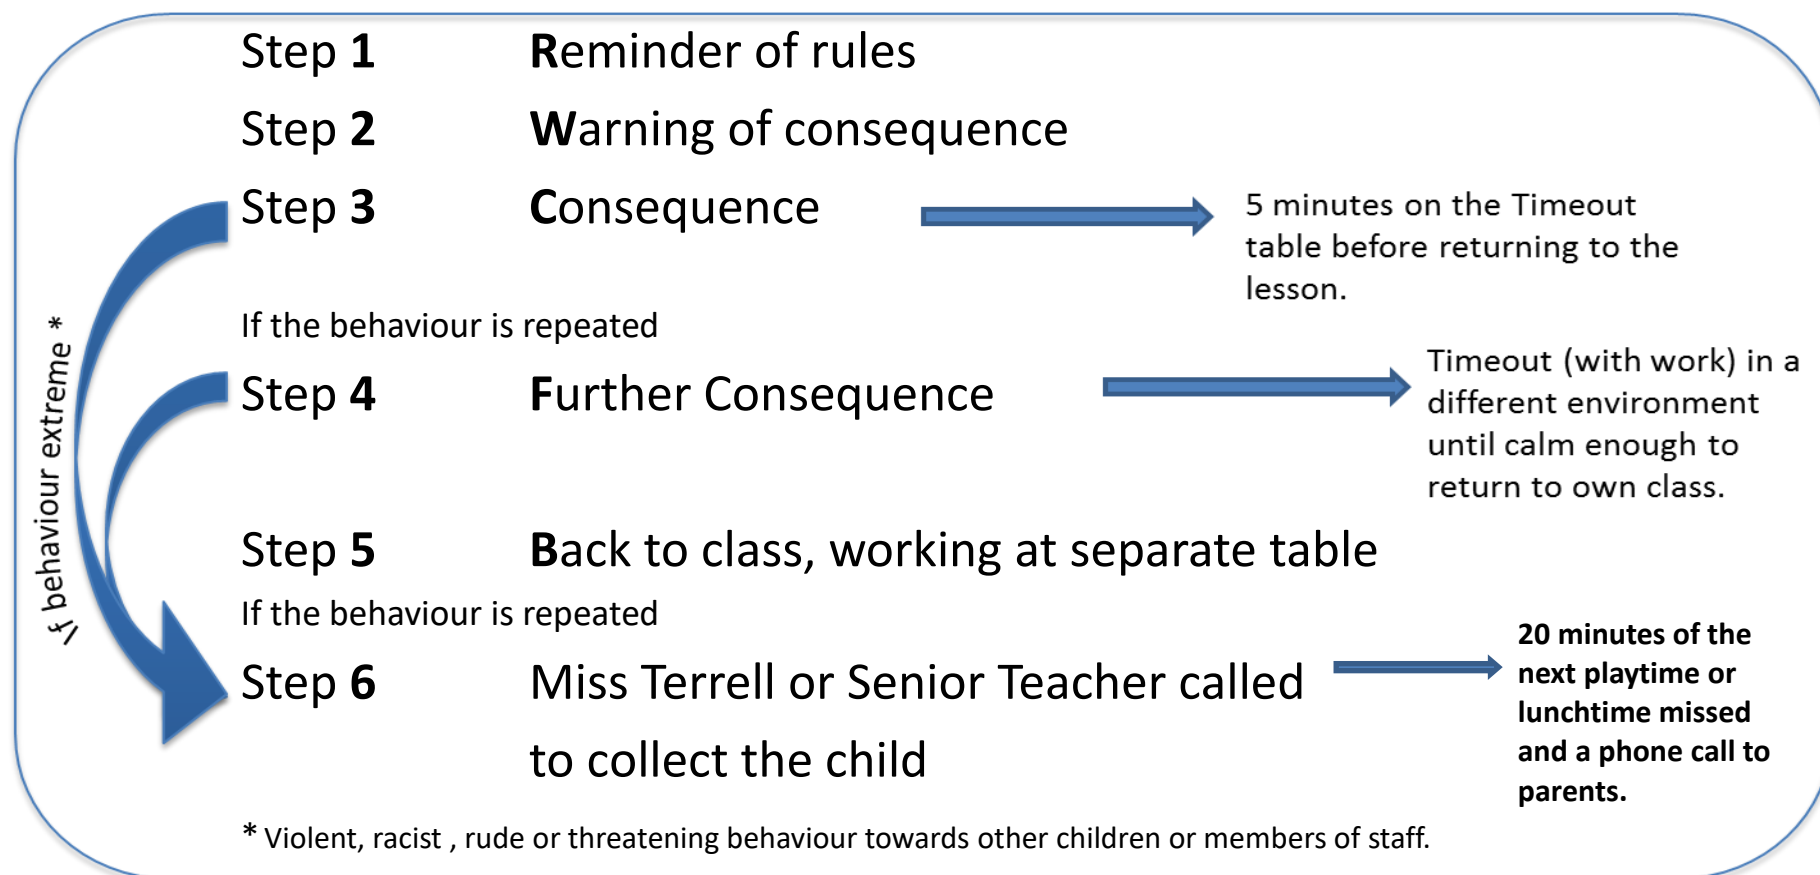 Step 1 Reminder of rules
Step 2 Warning of consequence
Step 3 Consequence
5 minutes on the Timeout
table before returning to the
lesson.
If behaviour extreme *
If the behaviour is repeated
Step 4 Further Consequence
Timeout (with work) in a
different environment
until calm enough to
return to own class.
Step 5 Back to class, working at separate table
If the behaviour is repeated
Step 6 Miss Terrell or Senior Teacher called
to collect the child
20 minutes of the
next playtime or
lunchtime missed
and a phone call to
parents.
* Violent, racist , rude or threatening behaviour towards other children or members of staff.